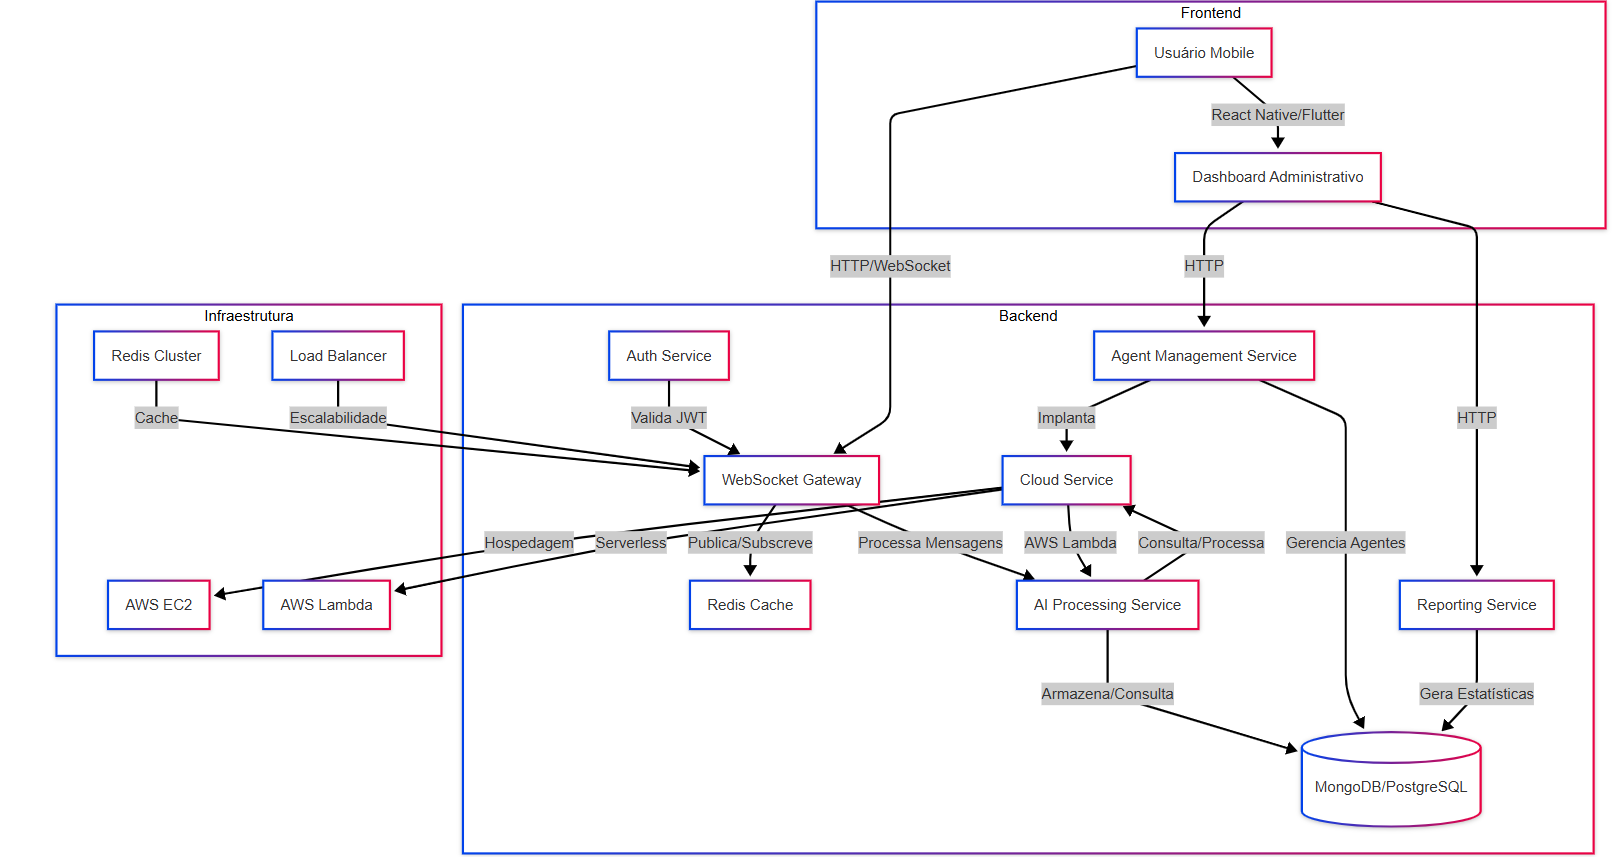 Frontend
Usuário Mobile
React Native/Flutter
Dashboard Administrativo
HTTP/WebSocket
HTTP
Infraestrutura
Backend
Redis Cluster
Load Balancer
Auth Service
Agent Management Service
Cache
Escalabilidade
Valida JWT
Implanta
HTTP
WebSocket Gateway
Cloud Service
Hospedagem
Serverless
Publica/Subscreve
Processa Mensagens
AWS Lambda
Consulta/Processa
Gerencia Agentes
AWS EC2
AWS Lambda
Redis Cache
AI Processing Service
Reporting Service
Armazena/Consulta
Gera Estatísticas
MongoDB/PostgreSQL